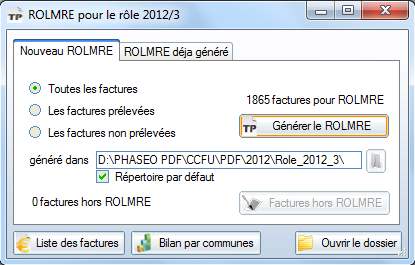 TP ROLMRE pour le rôle 2012/3
Nouveau ROLMRE ROLMRE déja généré
Toutes les factures
Les factures prélevées
Les factures non prélevées
1865 factures pour ROLMRE
TP Générer le ROLMRE
généré dans D:\PHASEO PDF\CCFU\PDF\2012\Role_2012_3\
Répertoire par défaut
0 factures hors ROLMRE
Factures hors ROLMRE
Liste des factures Bilan par communes Ouvrir le dossier